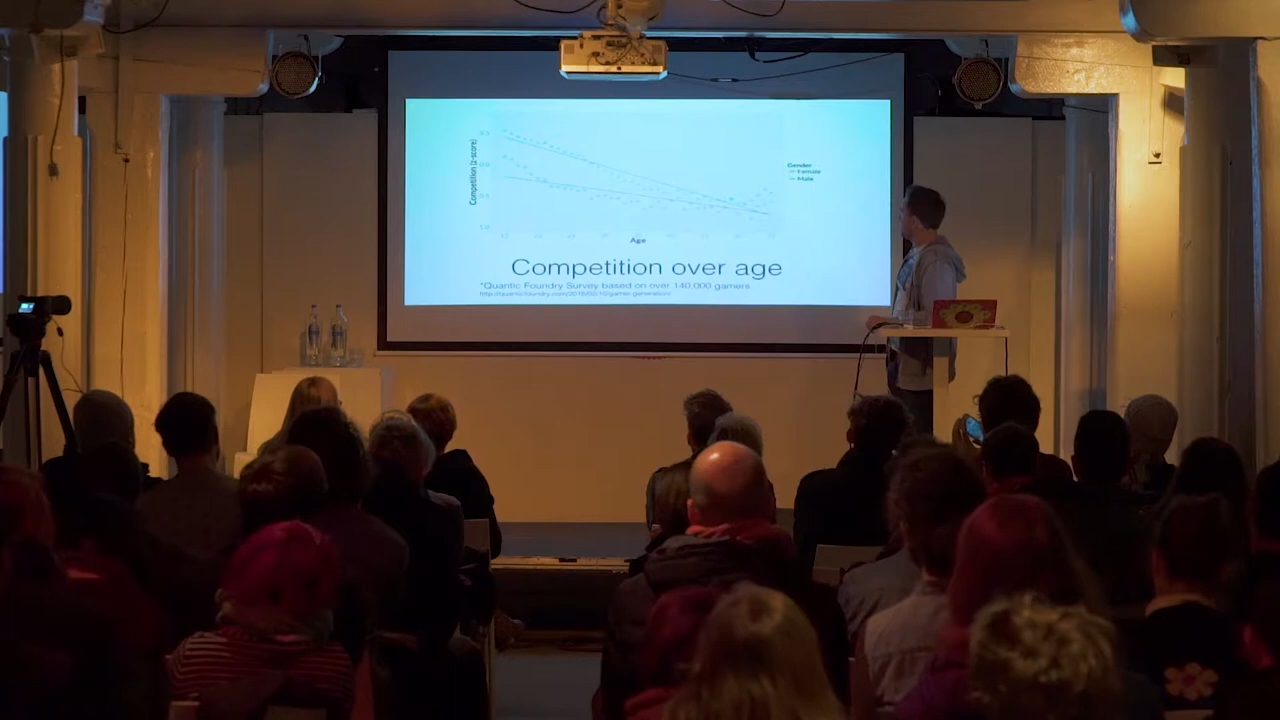 Competition (z-score)
Gender
Female
Male
Age
Competition over age
*Quantic Foundry Survey based on over 140,000 gamers